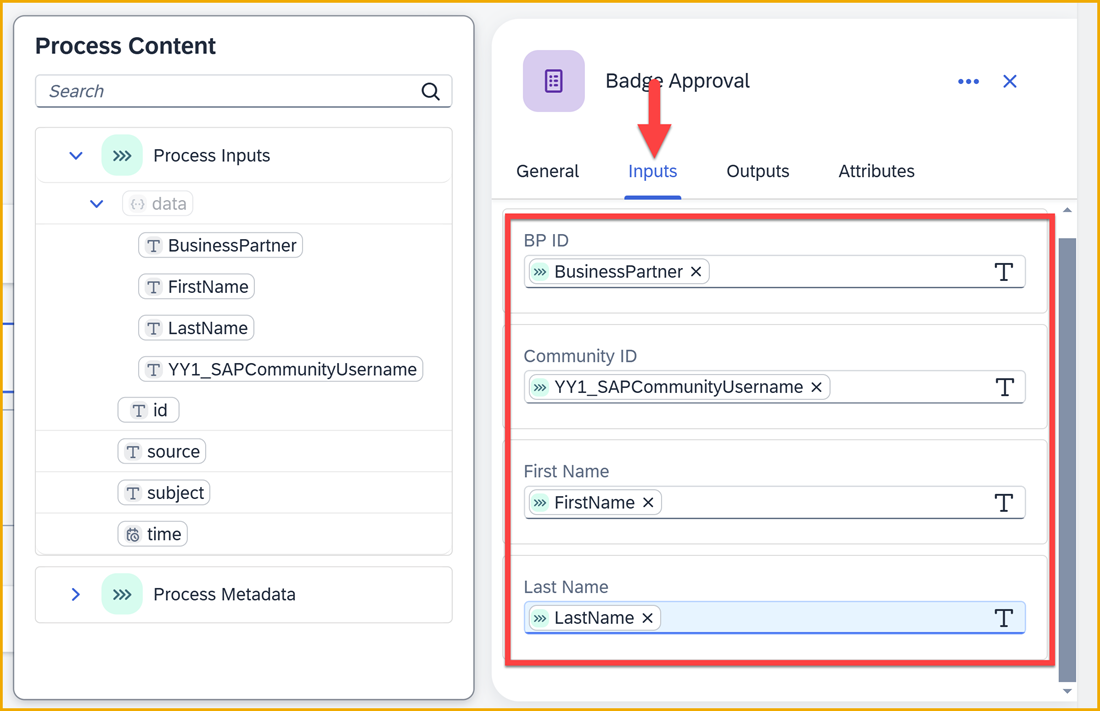 Process Content
Search
Process Inputs
data
BusinessPartner
FirstName
LastName
YY1_SAPCommunityUsername
id
source
subject
time
Process Metadata
Badge Approval
General Inputs Outputs Attributes
BP ID
BusinessPartner
Community ID
YY1_SAPCommunityUsername
First Name
FirstName
Last Name
LastName